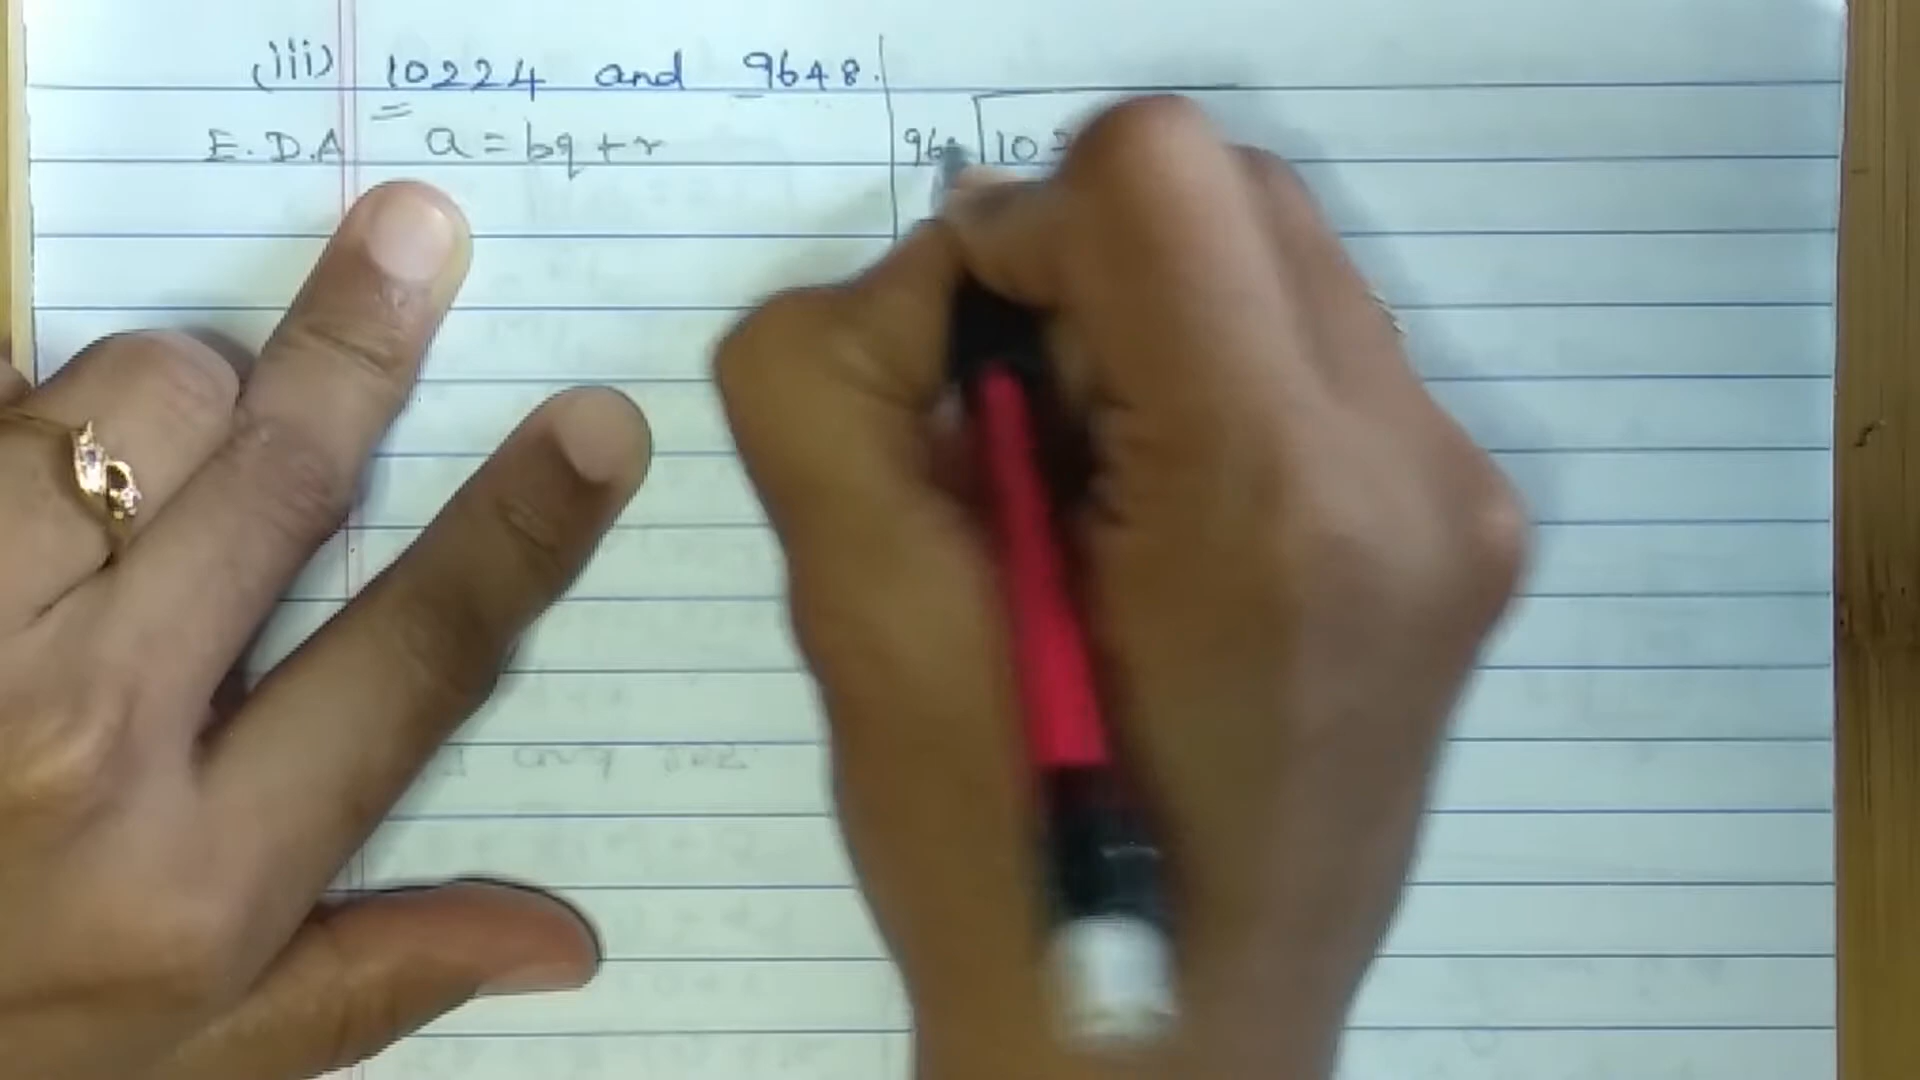 (iii) 10224 and 9648.
E.D.A a = bq + r